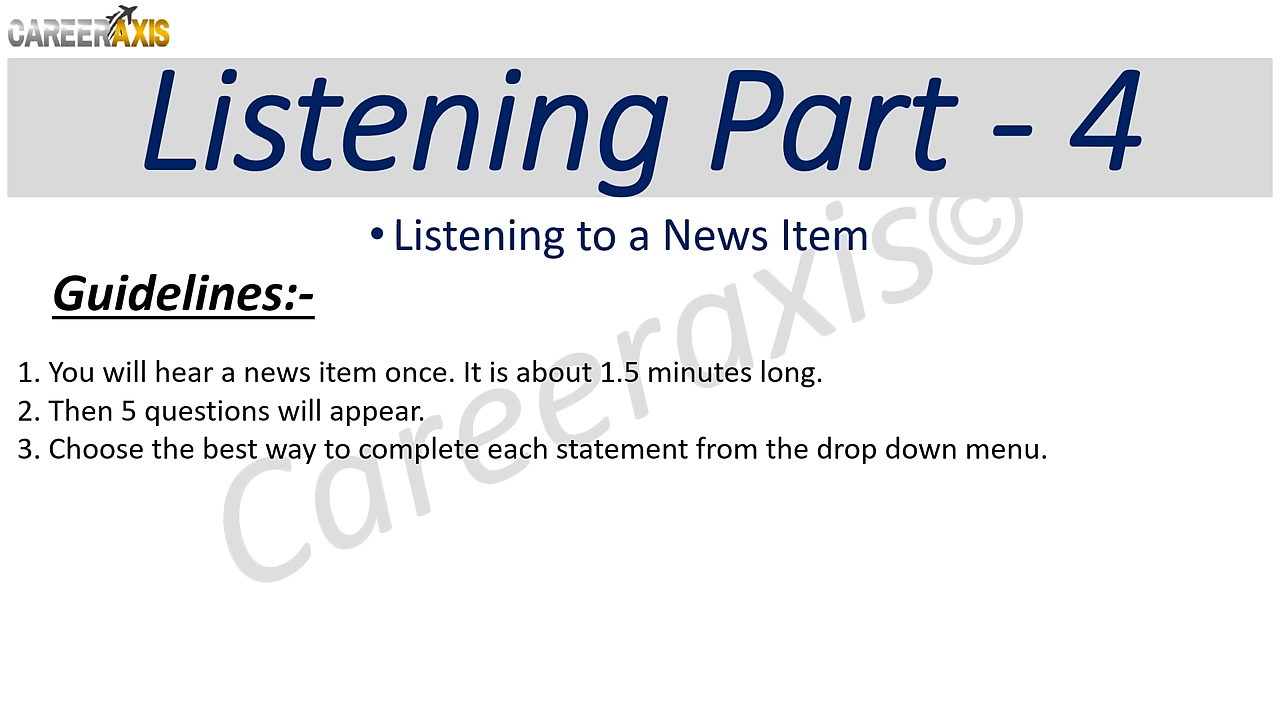 CAREERAXIS
Listening Part - 4
• Listening to a News Item
Guidelines:-
1. You will hear a news item once. It is about 1.5 minutes long.
2. Then 5 questions will appear.
3. Choose the best way to complete each statement from the drop down menu.
Careeraxis©